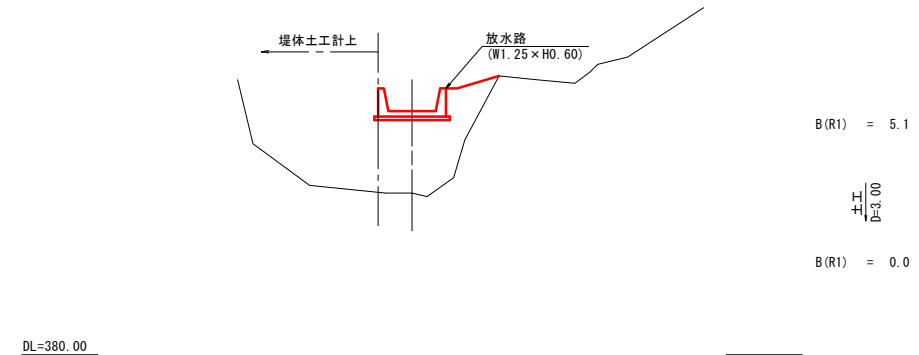 堤体土工計上
放水路
(W1.25×H0.60)
B(R1) = 5.1
土工
D=3.00
B(R1) = 0.0
DL=380.00